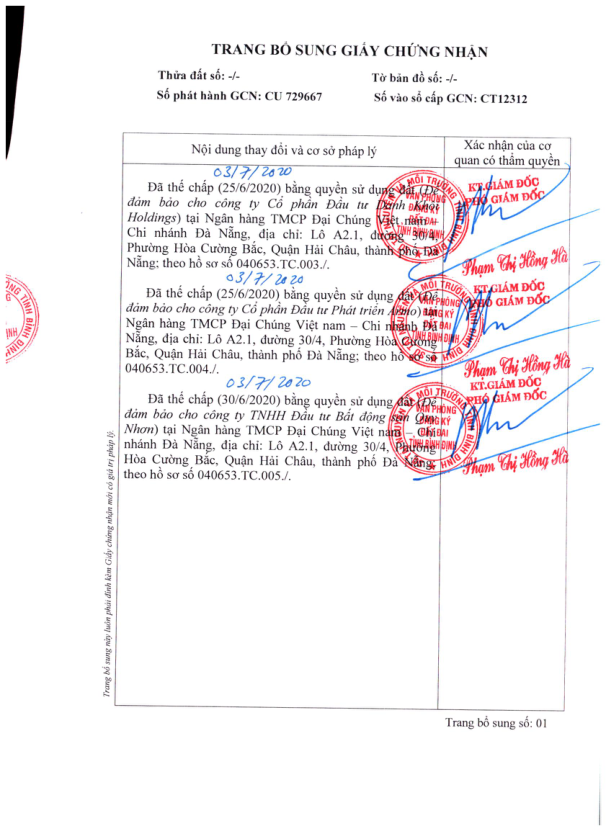 TRANG BỔ SUNG GIẤY CHỨNG NHẬN
Thửa đất số: -/-
Tờ bản đồ số: -/-
Số phát hành GCN: CU 729667
Số vào sổ cấp GCN: CT12312
Nội dung thay đổi và cơ sở pháp lý
Xác nhận của cơ
quan có thẩm quyền
03/7/2020
Đã thế chấp (25/6/2020) bằng quyền sử dụng đất (Để
đảm bảo cho công ty Cổ phần Đầu tư Danh Khôi
Holdings) tại Ngân hàng TMCP Đại Chúng Việt nam –
Chi nhánh Đà Nẵng, địa chỉ: Lô A2.1, đường 30/4,
Phường Hòa Cường Bắc, Quận Hải Châu, thành phố Đà
Nẵng; theo hồ sơ số 040653.TC.003./.
KT.GIÁM ĐỐC
PHÓ GIÁM ĐỐC
Phạm Thị Hồng Hà
03/7/2020
Đã thế chấp (25/6/2020) bằng quyền sử dụng đất (Để
đảm bảo cho công ty Cổ phần Đầu tư Phát triển) tại
Ngân hàng TMCP Đại Chúng Việt nam – Chi nhánh Đà
Nẵng, địa chỉ: Lô A2.1, đường 30/4, Phường Hòa Cường
Bắc, Quận Hải Châu, thành phố Đà Nẵng; theo hồ sơ số
040653.TC.004./.
KT.GIÁM ĐỐC
PHÓ GIÁM ĐỐC
Phạm Thị Hồng Hà
03/7/2020
Đã thế chấp (30/6/2020) bằng quyền sử dụng đất (Để
đảm bảo cho công ty TNHH Đầu tư Bất động sản Quy
Nhơn) tại Ngân hàng TMCP Đại Chúng Việt nam – Chi
nhánh Đà Nẵng, địa chỉ: Lô A2.1, đường 30/4, Phường
Hòa Cường Bắc, Quận Hải Châu, thành phố Đà Nẵng;
theo hồ sơ số 040653.TC.005./.
KT.GIÁM ĐỐC
PHÓ GIÁM ĐỐC
Phạm Thị Hồng Hà
VĂN PHÒNG
ĐĂNG KÝ
ĐẤT ĐAI
TỈNH BÌNH ĐỊNH
Trang bổ sung này luôn phải đính kèm Giấy chứng nhận mới có giá trị pháp lý.
Trang bổ sung số: 01